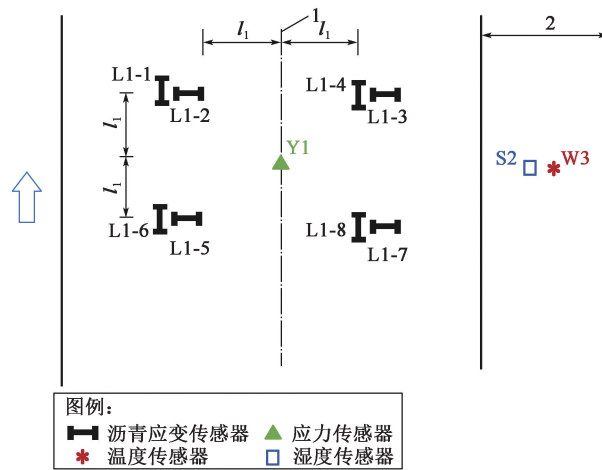 1
2
l₁ l₁
L1-1
L1-4
L1-2
L1-3
l₁
Y1
S2 W3
l₁
L1-6
L1-5
L1-8
L1-7
图例：
沥青应变传感器 应力传感器
温度传感器 湿度传感器